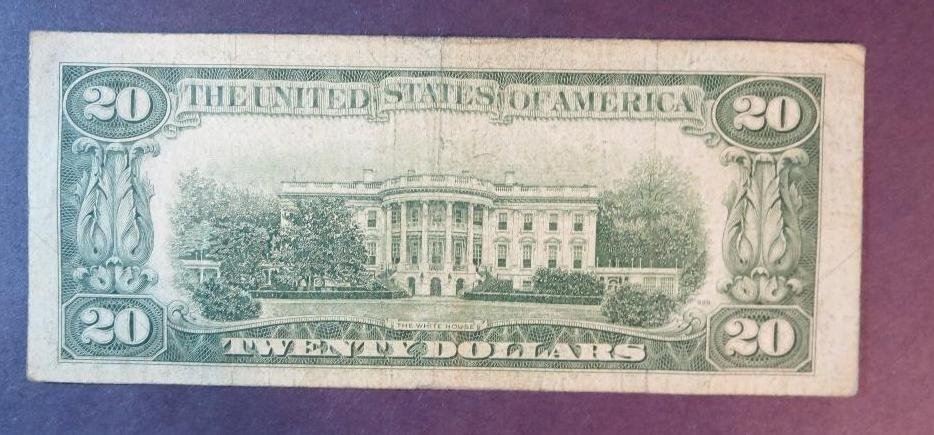 20 THE UNITED STATES OF AMERICA 20
THE WHITE HOUSE
20 TWENTY DOLLARS 20